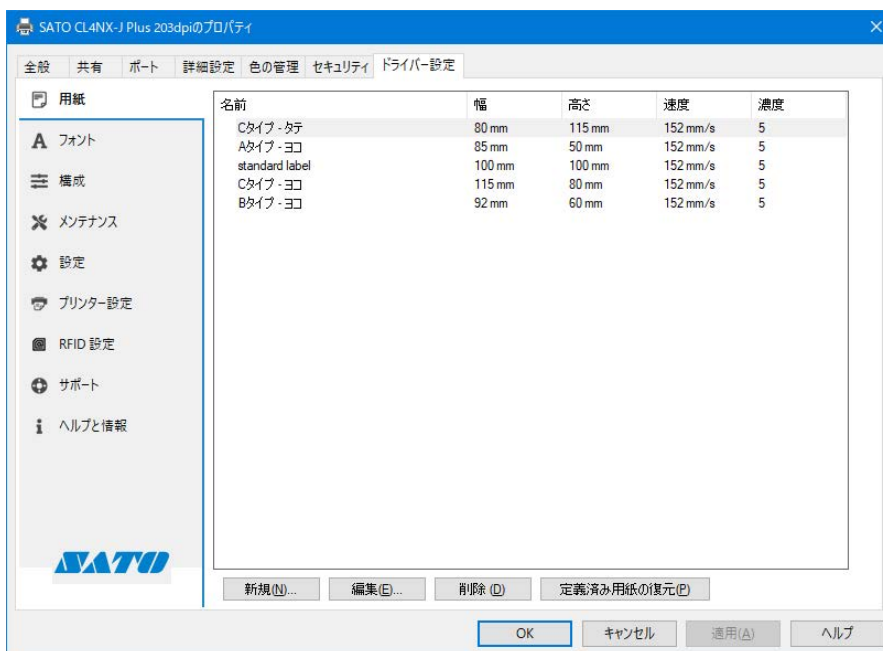 SATO CL4NX-J Plus 203dpiのプロパティ
全般 共有 ポート 詳細設定 色の管理 セキュリティ ドライバー設定
用紙
フォント
構成
メンテナンス
設定
プリンター設定
RFID 設定
サポート
ヘルプと情報
SATO
名前 幅 高さ 速度 濃度
Cタイプ - タテ 80 mm 115 mm 152 mm/s 5
Aタイプ - ヨコ 85 mm 50 mm 152 mm/s 5
standard label 100 mm 100 mm 152 mm/s 5
Cタイプ - ヨコ 115 mm 80 mm 152 mm/s 5
Bタイプ - ヨコ 92 mm 60 mm 152 mm/s 5
新規(N)... 編集(E)... 削除 (D) 定義済み用紙の復元(P)
OK キャンセル 適用(A) ヘルプ